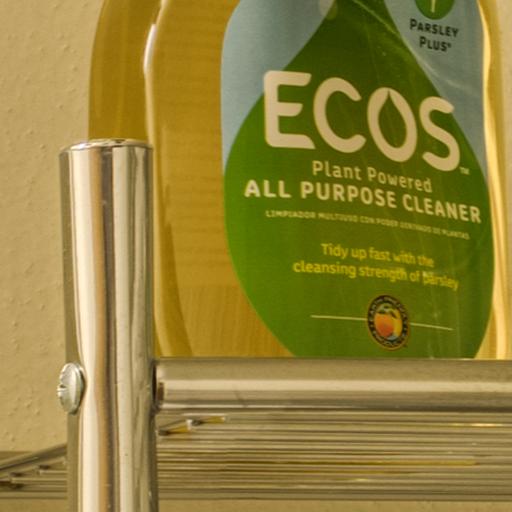 PARSLEY
PLUS®
ECOS™
Plant Powered
ALL PURPOSE CLEANER
LIMPIADOR MULTIUSO CON PODER DERIVADO DE PLANTAS
Tidy up fast with the
cleansing strength of parsley